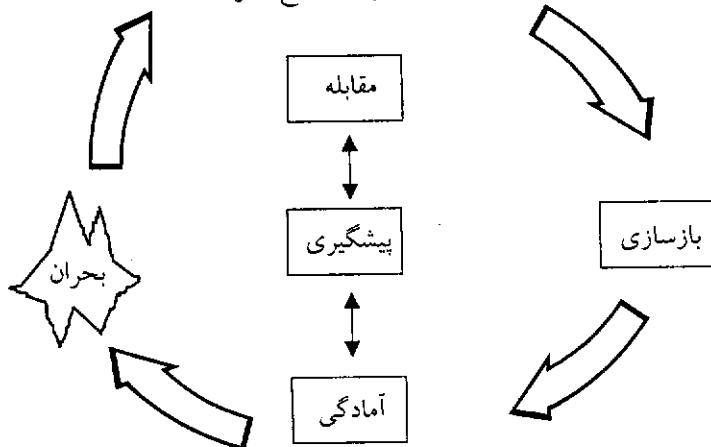 مقابله
پیشگیری
بازسازی
بحران
آمادگی